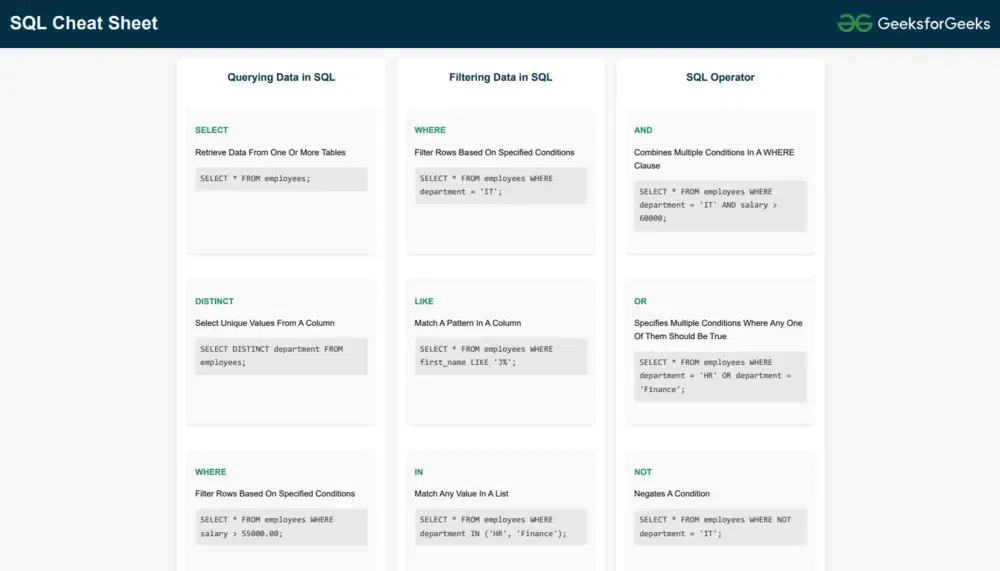 SQL Cheat Sheet
GeeksforGeeks
Querying Data in SQL
SELECT
Retrieve Data From One Or More Tables
SELECT * FROM employees;
DISTINCT
Select Unique Values From A Column
SELECT DISTINCT department FROM
employees;
WHERE
Filter Rows Based On Specified Conditions
SELECT * FROM employees WHERE
salary > 55000.00;
Filtering Data in SQL
WHERE
Filter Rows Based On Specified Conditions
SELECT * FROM employees WHERE
department = 'IT';
LIKE
Match A Pattern In A Column
SELECT * FROM employees WHERE
first_name LIKE 'J%';
IN
Match Any Value In A List
SELECT * FROM employees WHERE
department IN ('HR', 'Finance');
SQL Operator
AND
Combines Multiple Conditions In A WHERE
Clause
SELECT * FROM employees WHERE
department = 'IT' AND salary >
60000;
OR
Specifies Multiple Conditions Where Any One
Of Them Should Be True
SELECT * FROM employees WHERE
department = 'HR' OR department =
'Finance';
NOT
Negates A Condition
SELECT * FROM employees WHERE NOT
department = 'IT';